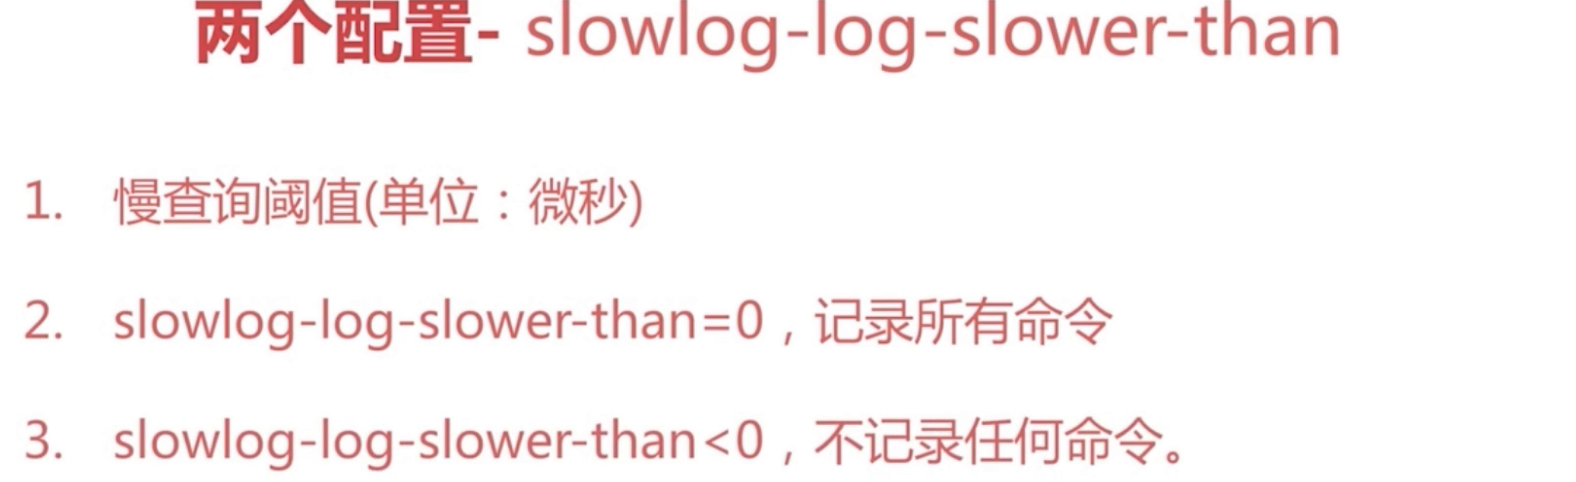 两个配置- slowlog-log-slower-than
1. 慢查询阈值(单位：微秒)
2. slowlog-log-slower-than=0，记录所有命令
3. slowlog-log-slower-than<0，不记录任何命令。